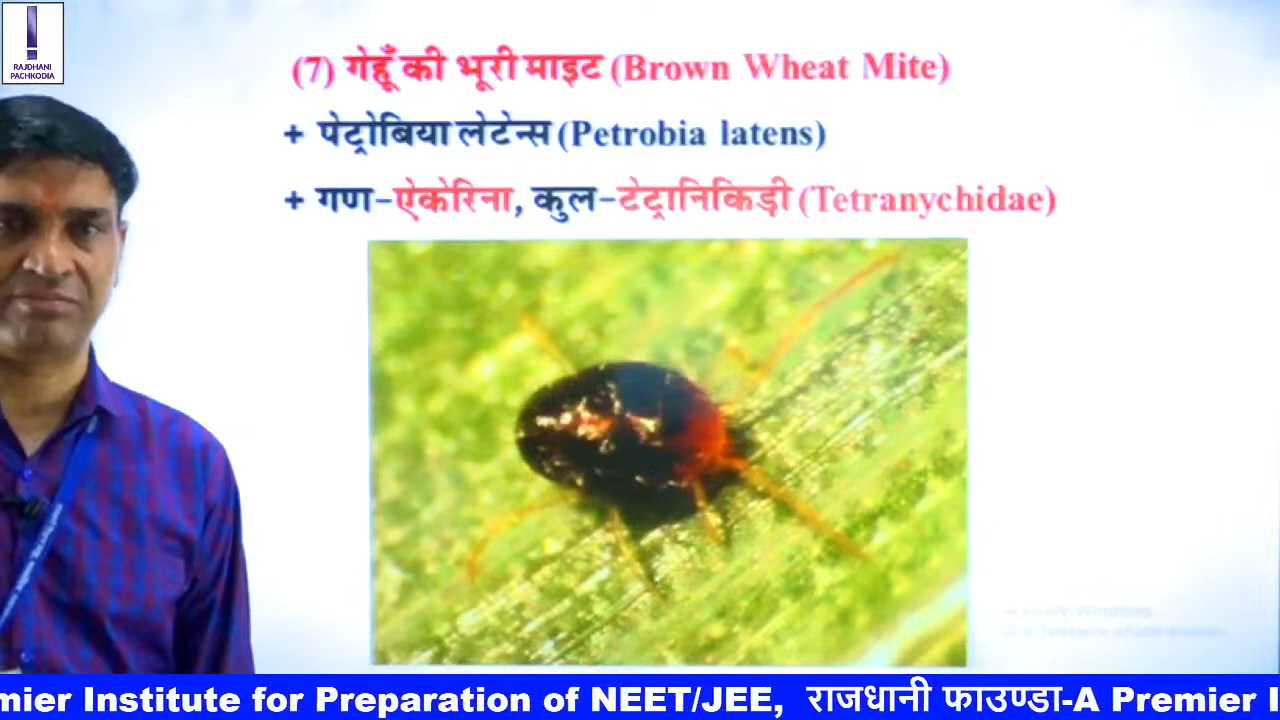 RAJDHANI
PACHKODIA
(7) गेहूँ की भूरी माइट (Brown Wheat Mite)
+ पेट्रोबिया लेटेन्स (Petrobia latens)
+ गण-ऐकेरिना, कुल-टेट्रानिकिड़ी (Tetranychidae)
mier Institute for Preparation of NEET/JEE, राजधानी फाउण्डा-A Premier I